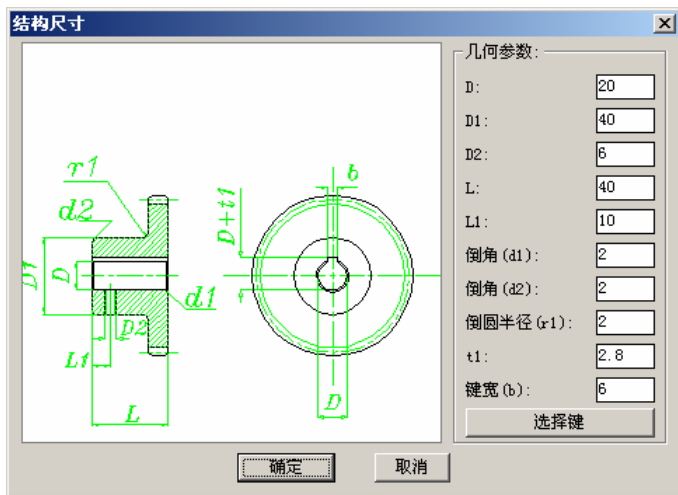 结构尺寸
几何参数:
D: 20
D1: 40
D2: 6
L: 40
L1: 10
倒角(d1): 2
倒角(d2): 2
倒圆半径(r1): 2
t1: 2.8
键宽(b): 6
选择键
r1
d2
D1
D
D2
d1
L1
L
b
D+t1
D
确定
取消